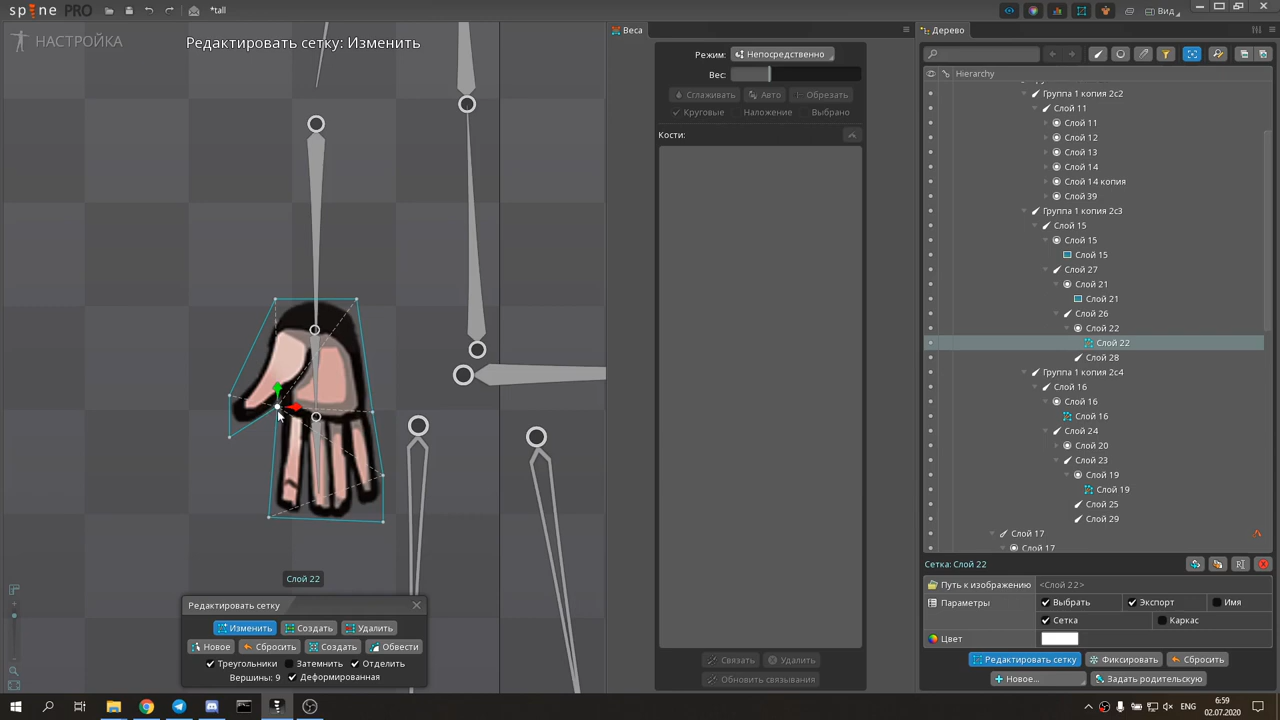 spine PRO
*tall
Вид
НАСТРОЙКА
Редактировать сетку: Изменить
Слой 22
Редактировать сетку
Изменить Создать Удалить
Новое Сбросить Создать Обвести
Треугольники Затемнить Отделить
Вершины: 9 Деформированная
Веса
Режим: Непосредственно
Вес:
Сглаживать Авто Обрезать
Круговые Наложение Выбрано
Кости:
Связать Удалить
Обновить связывания
Дерево
Hierarchy
Группа 1 копия 2с2
Слой 11
Слой 11
Слой 12
Слой 13
Слой 14
Слой 14 копия
Слой 39
Группа 1 копия 2с3
Слой 15
Слой 15
Слой 15
Слой 27
Слой 21
Слой 21
Слой 26
Слой 22
Слой 22
Слой 28
Группа 1 копия 2с4
Слой 16
Слой 16
Слой 16
Слой 24
Слой 20
Слой 23
Слой 19
Слой 19
Слой 25
Слой 29
Слой 17
Слой 17
Сетка: Слой 22
Путь к изображению <Слой 22>
Параметры Выбрать Экспорт Имя
Сетка Каркас
Цвет
Редактировать сетку Фиксировать Сбросить
Новое... Задать родительскую
ENG
6:59
02.07.2020